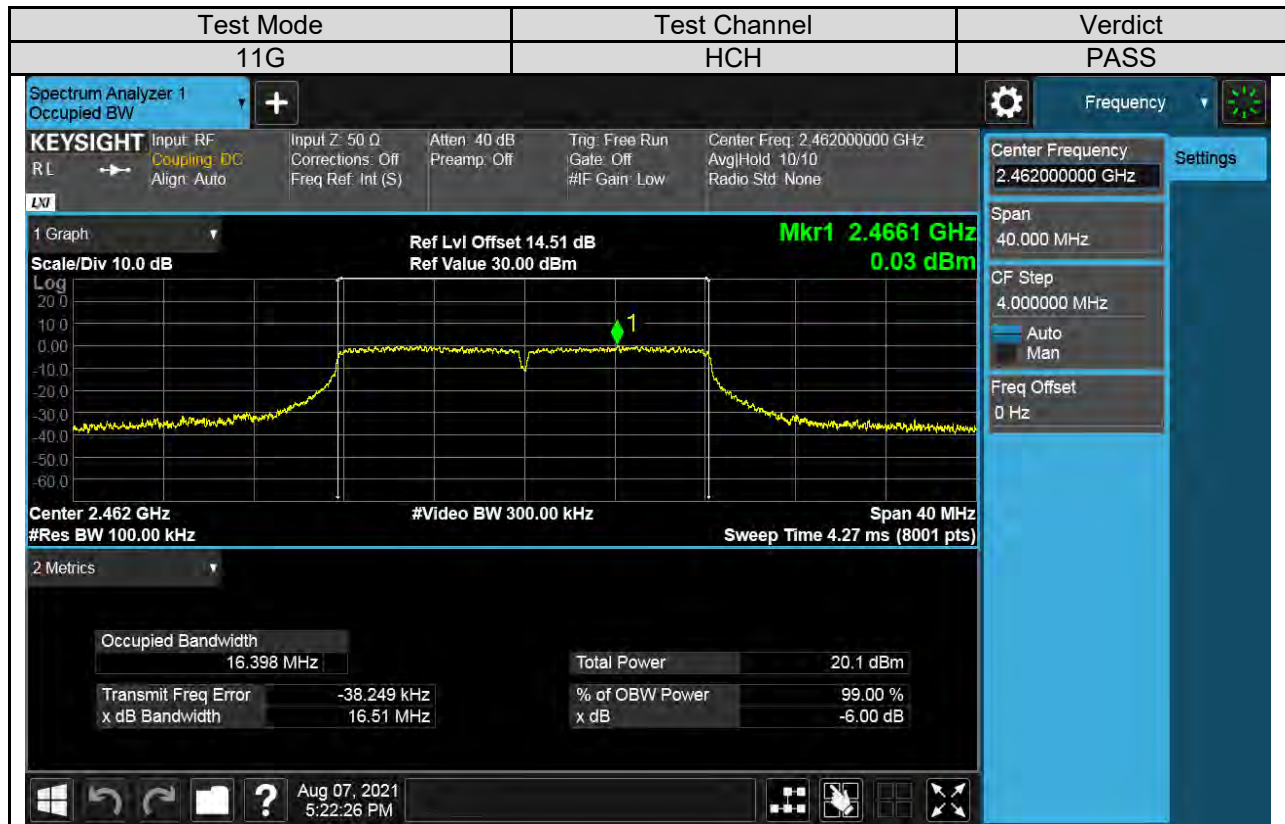 Test Mode Test Channel Verdict
11G HCH PASS
Spectrum Analyzer 1
Occupied BW
+
Frequency
KEYSIGHT Input: RF Input Z: 50 Ω Atten: 40 dB Trig: Free Run Center Freq: 2.462000000 GHz
RL Coupling: DC Corrections: Off Preamp: Off Gate: Off Avg|Hold: 10/10
Align: Auto Freq Ref: Int (S) #IF Gain: Low Radio Std: None
LXI
Center Frequency
2.462000000 GHz
Settings
Span
40.000 MHz
CF Step
4.000000 MHz
Auto
Man
Freq Offset
0 Hz
1 Graph
Ref Lvl Offset 14.51 dB
Mkr1 2.4661 GHz
Scale/Div 10.0 dB
Ref Value 30.00 dBm
0.03 dBm
Log
20.0
10.0
0.00
-10.0
-20.0
-30.0
-40.0
-50.0
-60.0
1
Center 2.462 GHz #Video BW 300.00 kHz Span 40 MHz
#Res BW 100.00 kHz Sweep Time 4.27 ms (8001 pts)
2 Metrics
Occupied Bandwidth
16.398 MHz
Total Power 20.1 dBm
Transmit Freq Error -38.249 kHz % of OBW Power 99.00 %
x dB Bandwidth 16.51 MHz x dB -6.00 dB
?
Aug 07, 2021
5:22:26 PM